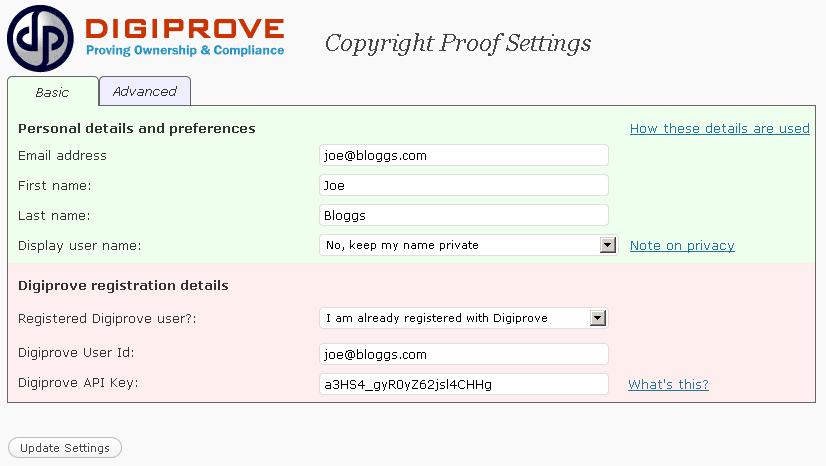 DIGIPROVE
Proving Ownership & Compliance
Copyright Proof Settings
Basic Advanced
Personal details and preferences How these details are used
Email address joe@bloggs.com
First name: Joe
Last name: Bloggs
Display user name: No, keep my name private Note on privacy
Digiprove registration details
Registered Digiprove user?: I am already registered with Digiprove
Digiprove User Id: joe@bloggs.com
Digiprove API Key: a3HS4_gyR0yZ62jsl4CHHg What's this?
Update Settings